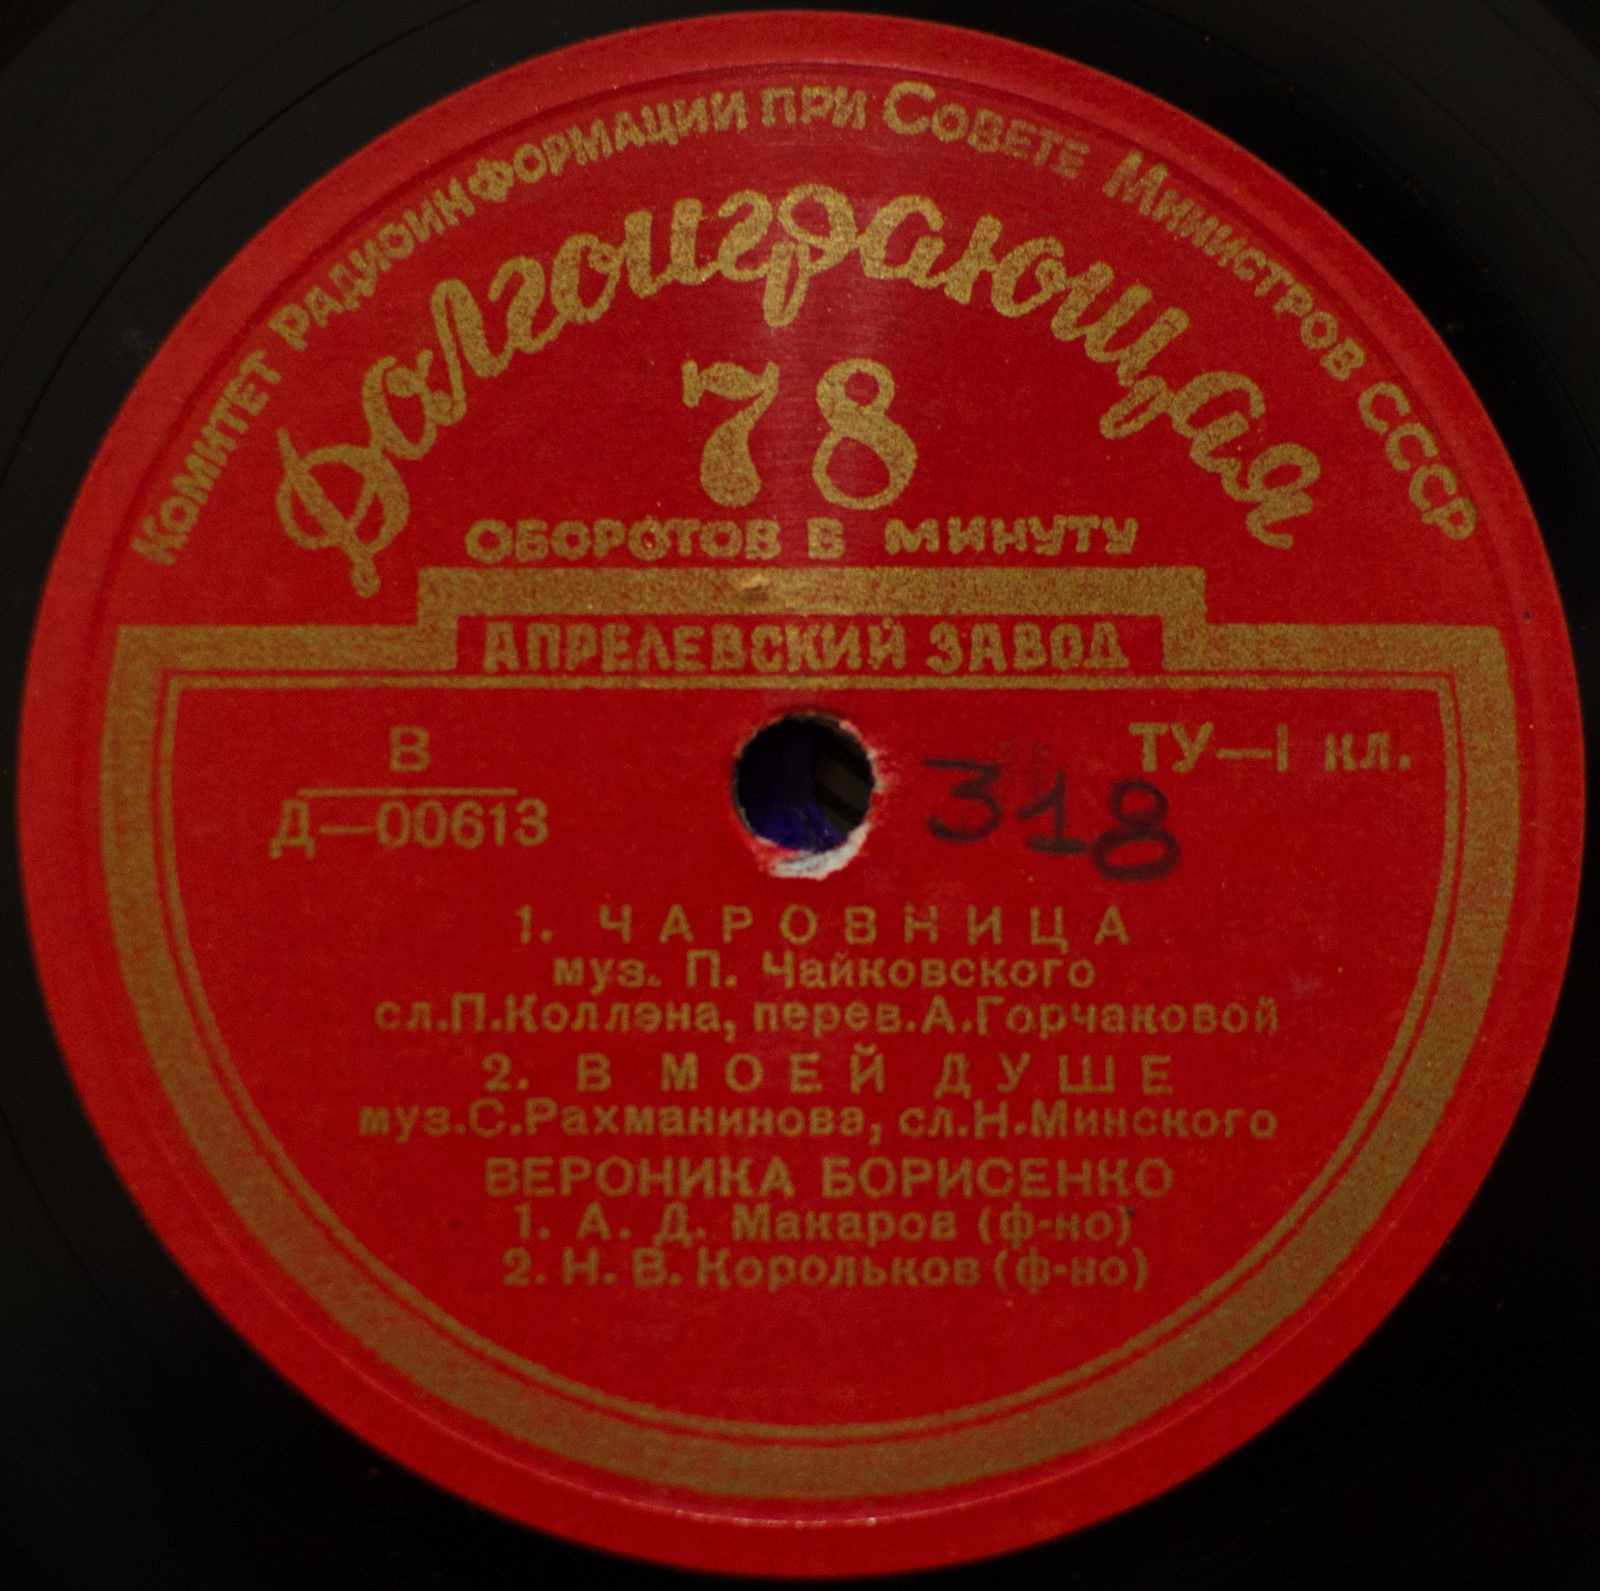 Комитет Радиоинформации при Совете Министров СССР
Долгоиграющая
78
оборотов в минуту
АПРЕЛЕВСКИЙ ЗАВОД
В
Д—00613
ТУ—I кл.
318
1. ЧАРОВНИЦА
муз. П. Чайковского
сл.П.Коллэна, перев.А.Горчаковой
2. В МОЕЙ ДУШЕ
муз.С.Рахманинова, сл.Н.Минского
ВЕРОНИКА БОРИСЕНКО
1. А. Д. Макаров (ф-но)
2. Н. В. Корольков (ф-но)